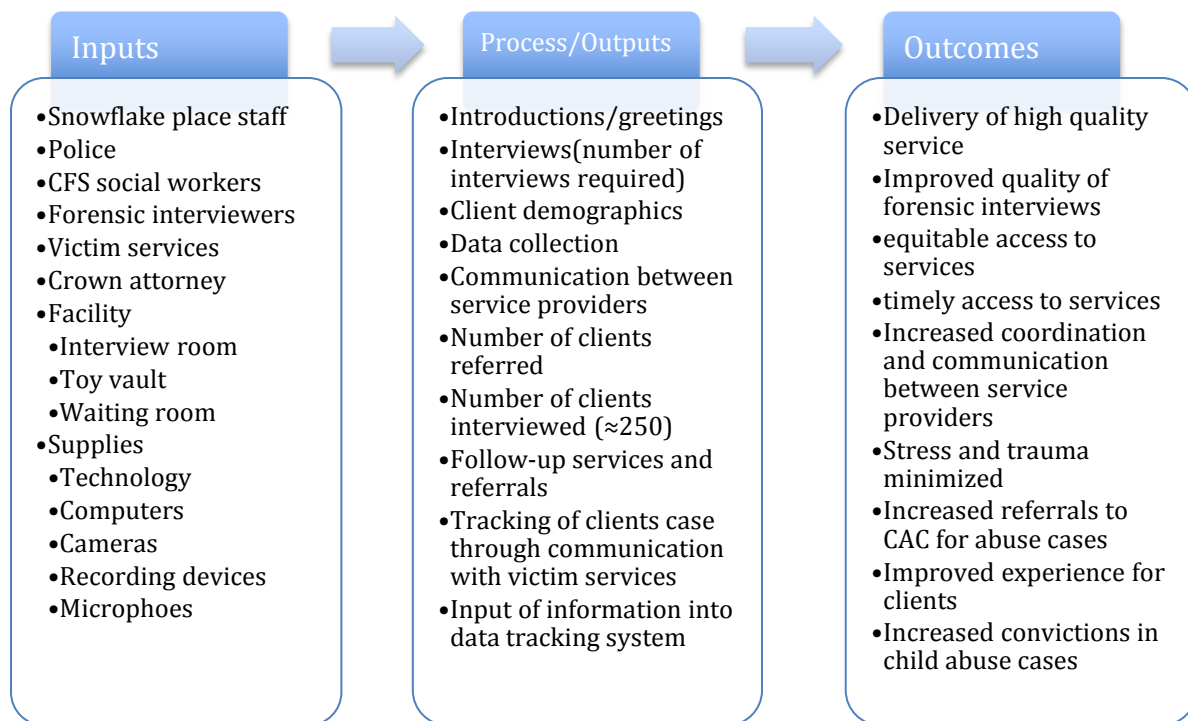 Inputs
•Snowflake place staff
•Police
•CFS social workers
•Forensic interviewers
•Victim services
•Crown attorney
•Facility
•Interview room
•Toy vault
•Waiting room
•Supplies
•Technology
•Computers
•Cameras
•Recording devices
•Microphoes
Process/Outputs
•Introductions/greetings
•Interviews(number of
interviews required)
•Client demographics
•Data collection
•Communication between
service providers
•Number of clients
referred
•Number of clients
interviewed (≈250)
•Follow-up services and
referrals
•Tracking of clients case
through communication
with victim services
•Input of information into
data tracking system
Outcomes
•Delivery of high quality
service
•Improved quality of
forensic interviews
•equitable access to
services
•timely access to services
•Increased coordination
and communication
between service
providers
•Stress and trauma
minimized
•Increased referrals to
CAC for abuse cases
•Improved experience for
clients
•Increased convictions in
child abuse cases